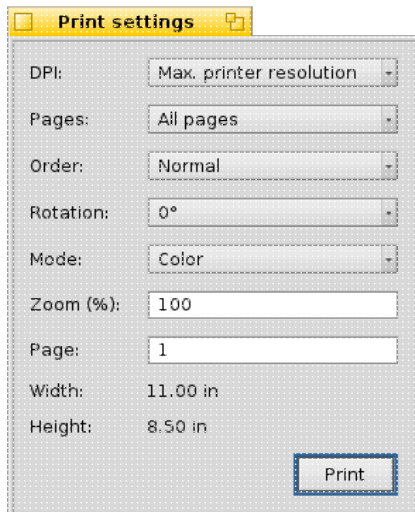 Print settings
DPI: Max. printer resolution
Pages: All pages
Order: Normal
Rotation: 0°
Mode: Color
Zoom (%): 100
Page: 1
Width: 11.00 in
Height: 8.50 in
Print